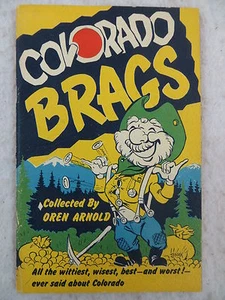 COLORADO
BRAGS
Collected By
OREN ARNOLD
All the wittiest, wisest, best—and worst!—
ever said about Colorado